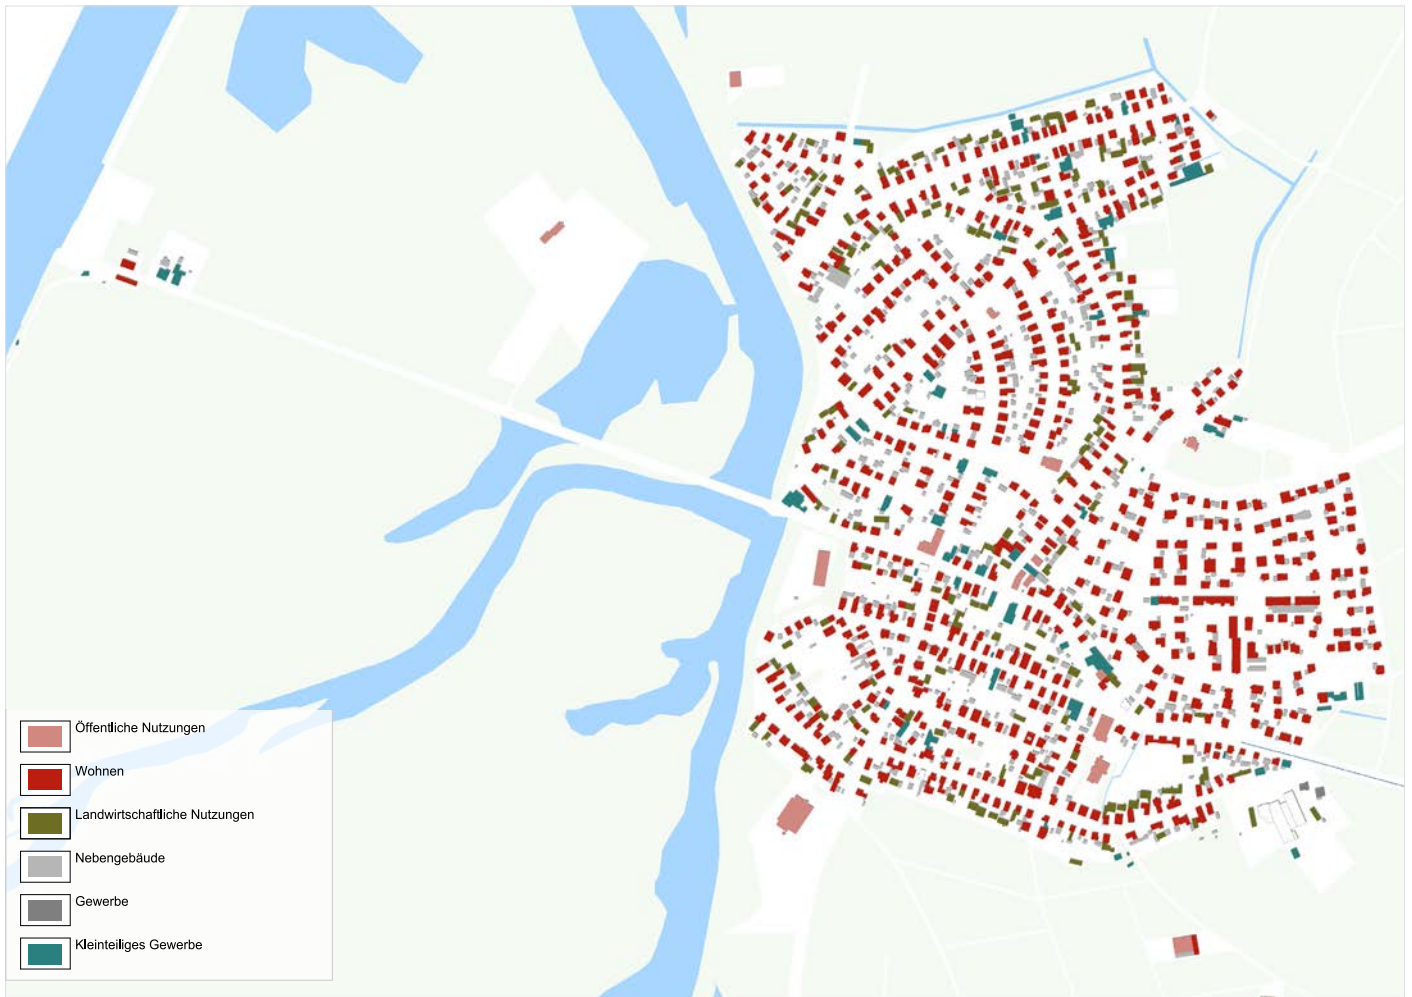 Öffentliche Nutzungen
Wohnen
Landwirtschaftliche Nutzungen
Nebengebäude
Gewerbe
Kleinteiliges Gewerbe